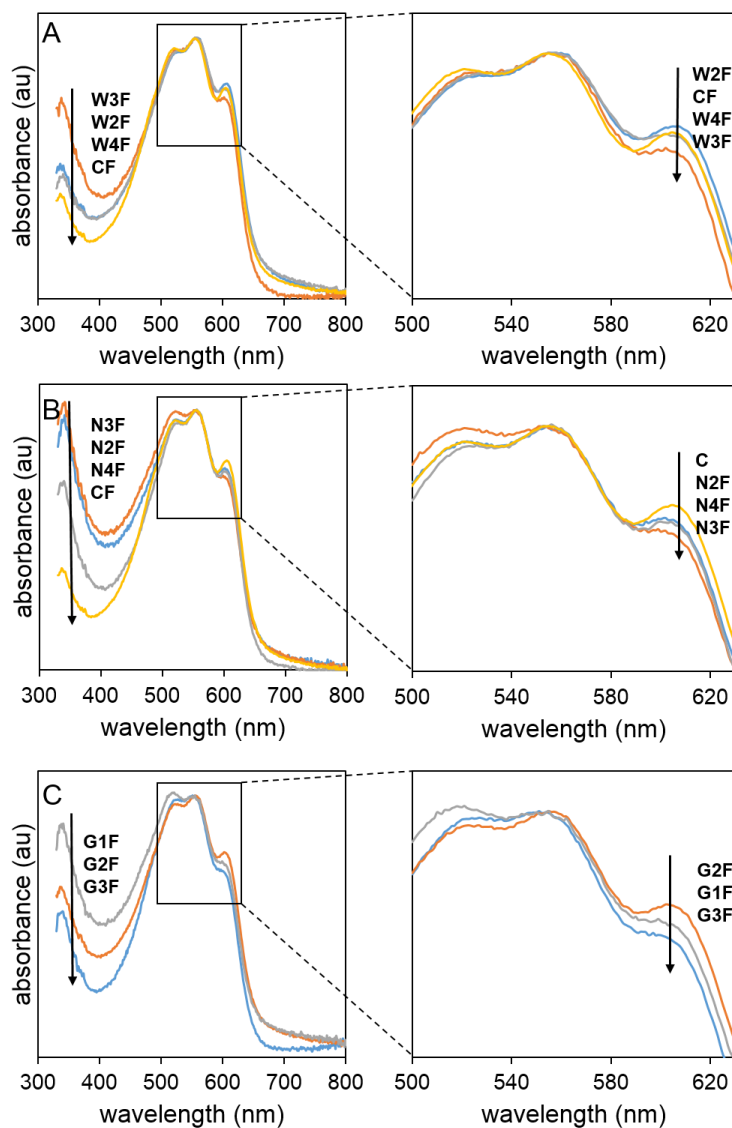 A
absorbance (au)
W3F
W2F
W4F
CF
300 400 500 600 700 800
wavelength (nm)
W2F
CF
W4F
W3F
500 540 580 620
wavelength (nm)
B
absorbance (au)
N3F
N2F
N4F
CF
300 400 500 600 700 800
wavelength (nm)
C
N2F
N4F
N3F
500 540 580 620
wavelength (nm)
C
absorbance (au)
G1F
G2F
G3F
300 400 500 600 700 800
wavelength (nm)
G2F
G1F
G3F
500 540 580 620
wavelength (nm)